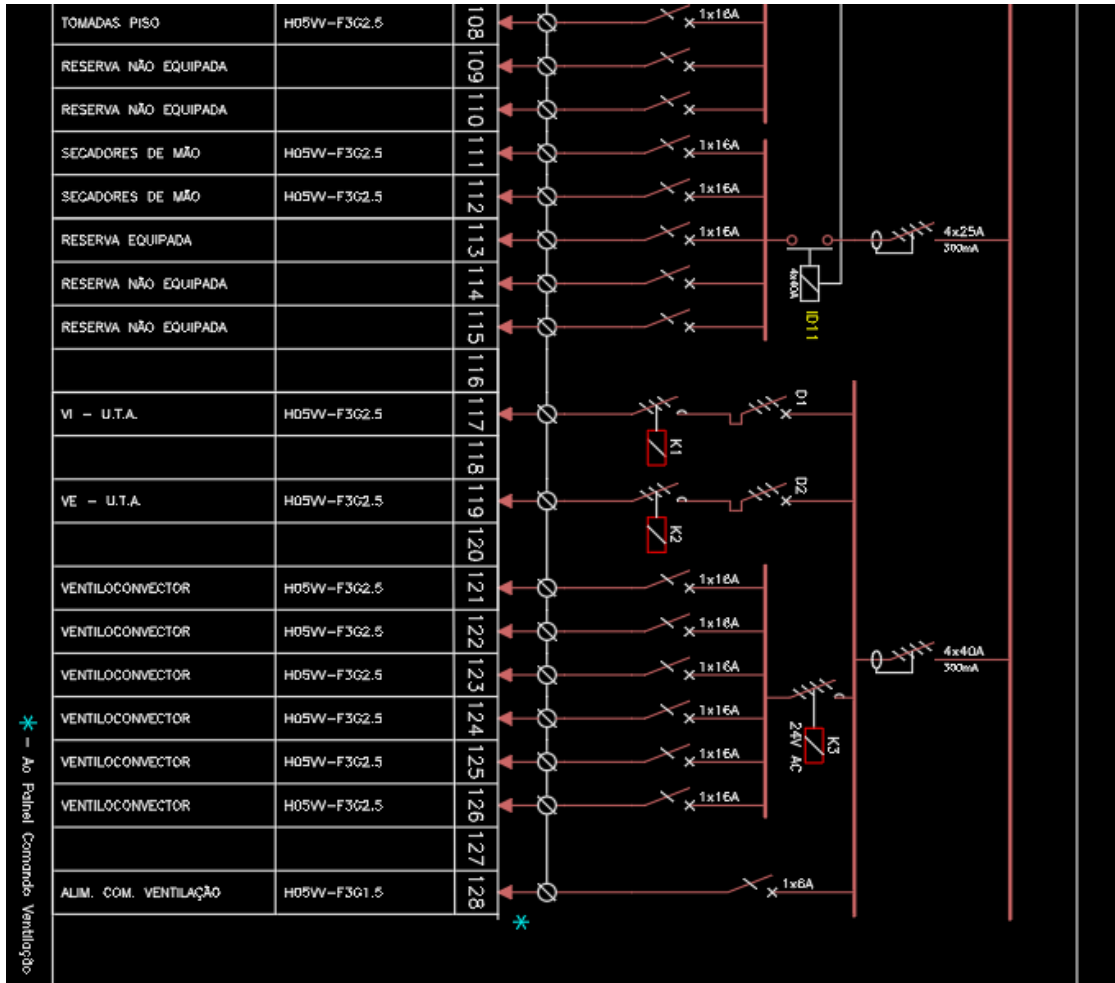 TOMADAS PISO H05VV-F3G2.5 108 1x16A
RESERVA NÃO EQUIPADA 109
RESERVA NÃO EQUIPADA 110
SECADORES DE MÃO H05VV-F3G2.5 111 1x16A
SECADORES DE MÃO H05VV-F3G2.5 112 1x16A
RESERVA EQUIPADA 113 1x16A
4x25A
300mA
4x40A
ID11
RESERVA NÃO EQUIPADA 114
RESERVA NÃO EQUIPADA 115
116
VI - U.T.A. H05VV-F3G2.5 117 D1
K1
118
VE - U.T.A. H05VV-F3G2.5 119 D2
K2
120
VENTILOCONVECTOR H05VV-F3G2.5 121 1x16A
VENTILOCONVECTOR H05VV-F3G2.5 122 1x16A
4x40A
300mA
VENTILOCONVECTOR H05VV-F3G2.5 123 1x16A
VENTILOCONVECTOR H05VV-F3G2.5 124 1x16A
K3
24V AC
VENTILOCONVECTOR H05VV-F3G2.5 125 1x16A
VENTILOCONVECTOR H05VV-F3G2.5 126 1x16A
127
ALIM. COM. VENTILAÇÃO H05VV-F3G1.5 128 1x6A
*
* - Ao Painel Comando Ventilação